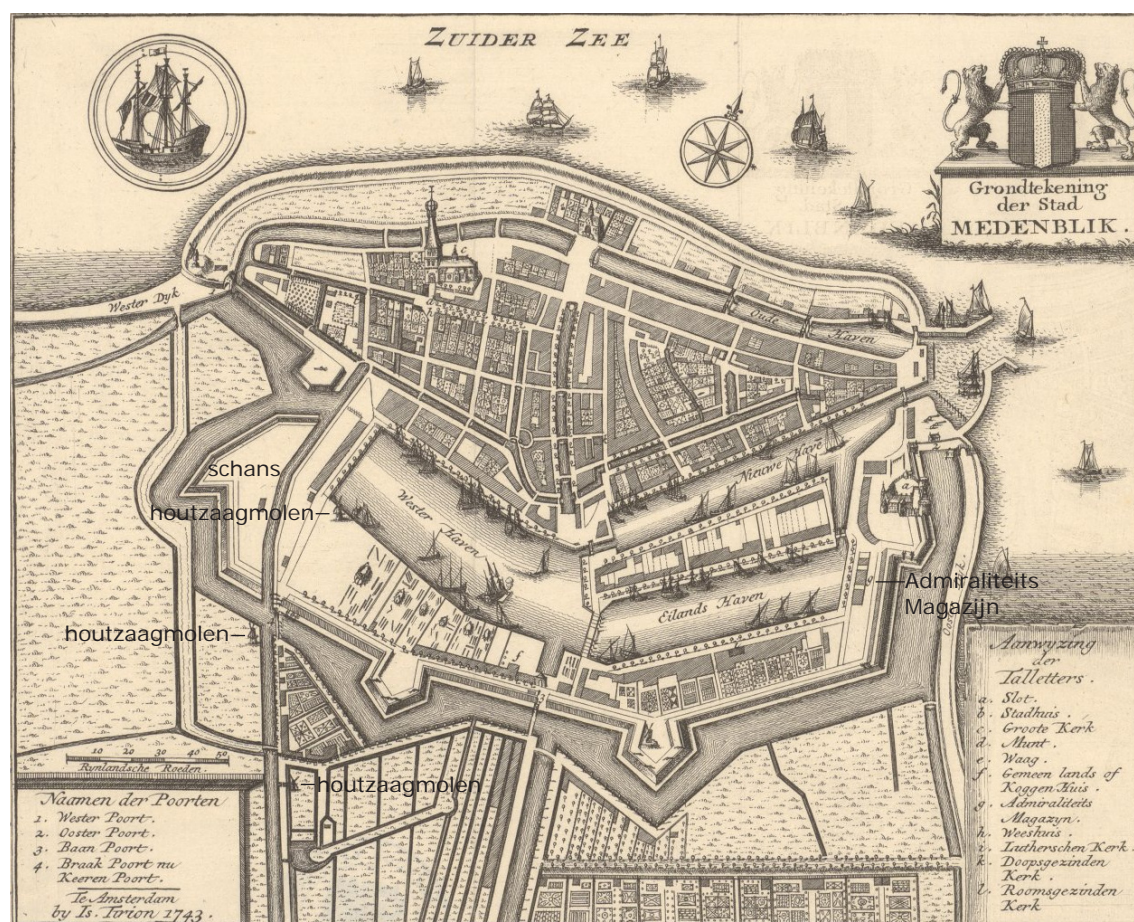 ZUIDER ZEE
Grondtekening
der Stad
MEDENBLIK.
Wester Dyk
Oude
Haven
schans
houtzaagmolen
Wester Haven
Nieuwe Have
Eilands Haven
Admiraliteits
Magazijn
houtzaagmolen
houtzaagmolen
10 20 30 40 50
Rynlandsche Roeden.
Naamen der Poorten
1. Wester Poort.
2. Ooster Poort.
3. Baan Poort.
4. Braak Poort nu
Keeren Poort.
Te Amsterdam
by Is. Tirion 1743.
Aanwyzing
der
Talletters.
a. Slot.
b. Stadhuis.
c. Groote Kerk
d. Munt.
e. Waag.
f. Gemeen lands of
Koggen Huis.
g. Admiraliteits
Magazyn.
h. Weeshuis.
i. Lutherschen Kerk.
k. Doopsgezinden
Kerk.
l. Roomsgezinden
Kerk